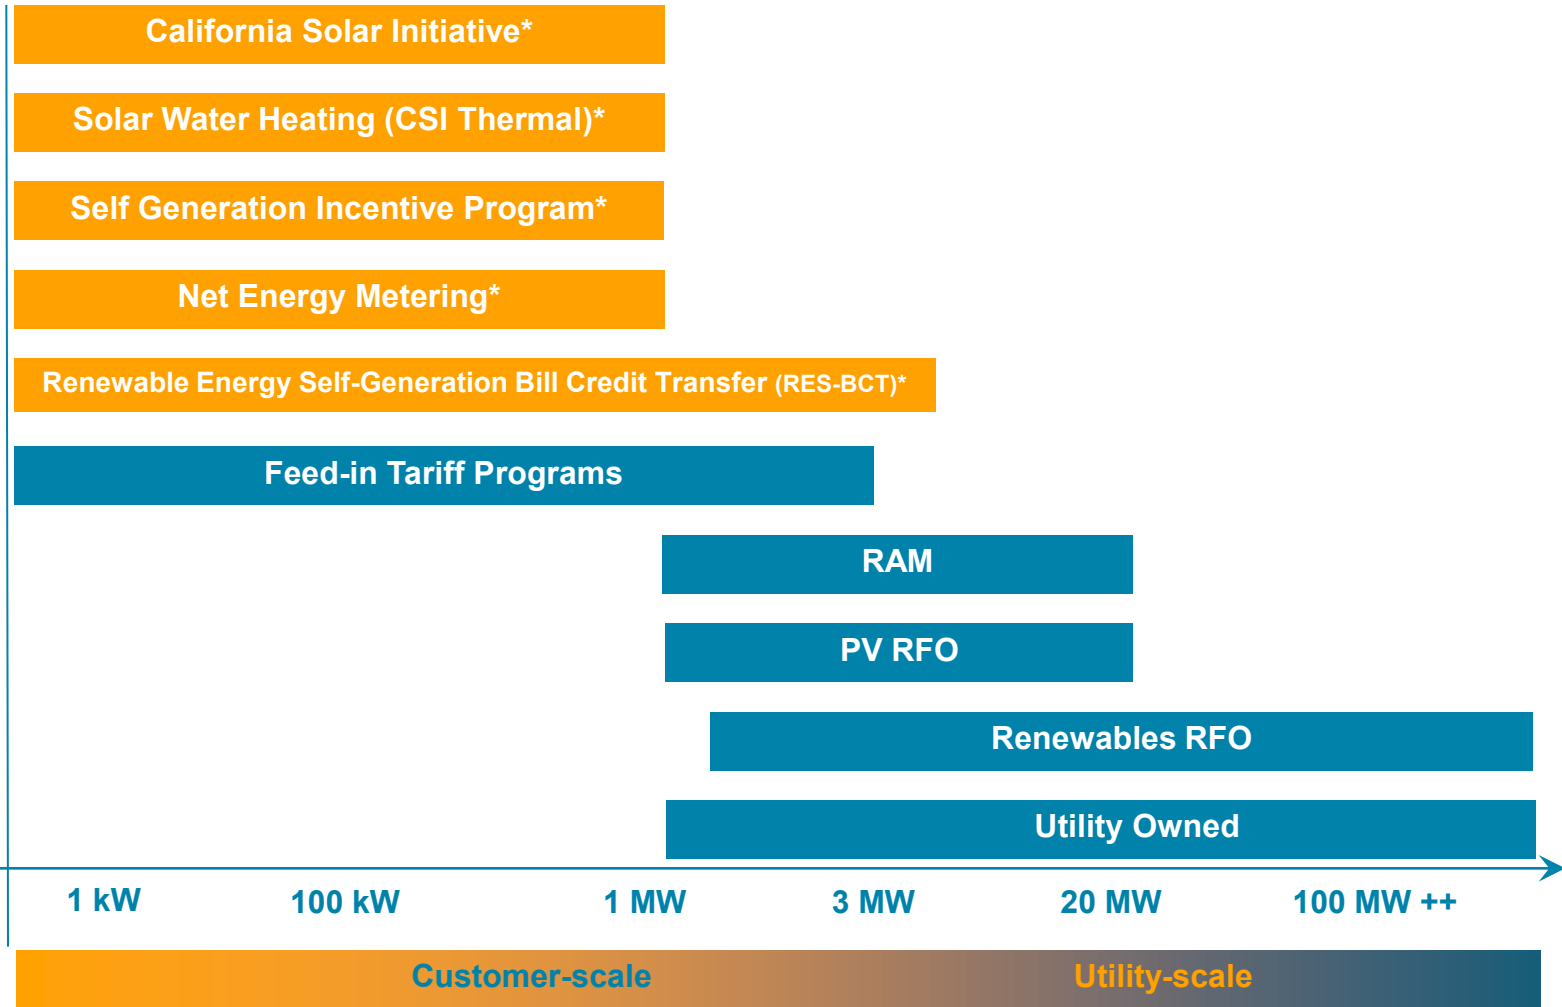 California Solar Initiative*
Solar Water Heating (CSI Thermal)*
Self Generation Incentive Program*
Net Energy Metering*
Renewable Energy Self-Generation Bill Credit Transfer (RES-BCT)*
Feed-in Tariff Programs
RAM
PV RFO
Renewables RFO
Utility Owned
1 kW 100 kW 1 MW 3 MW 20 MW 100 MW ++
Customer-scale Utility-scale